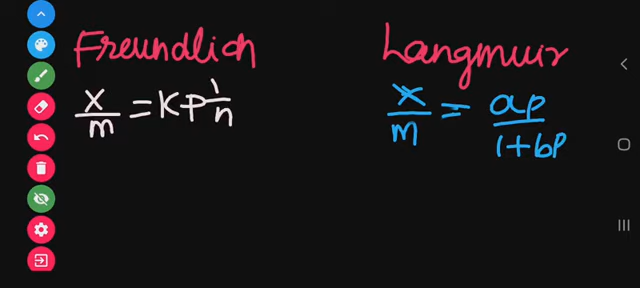 Freundlich
x/m = KP^1/n
Langmuir
x/m = ap/1+bP